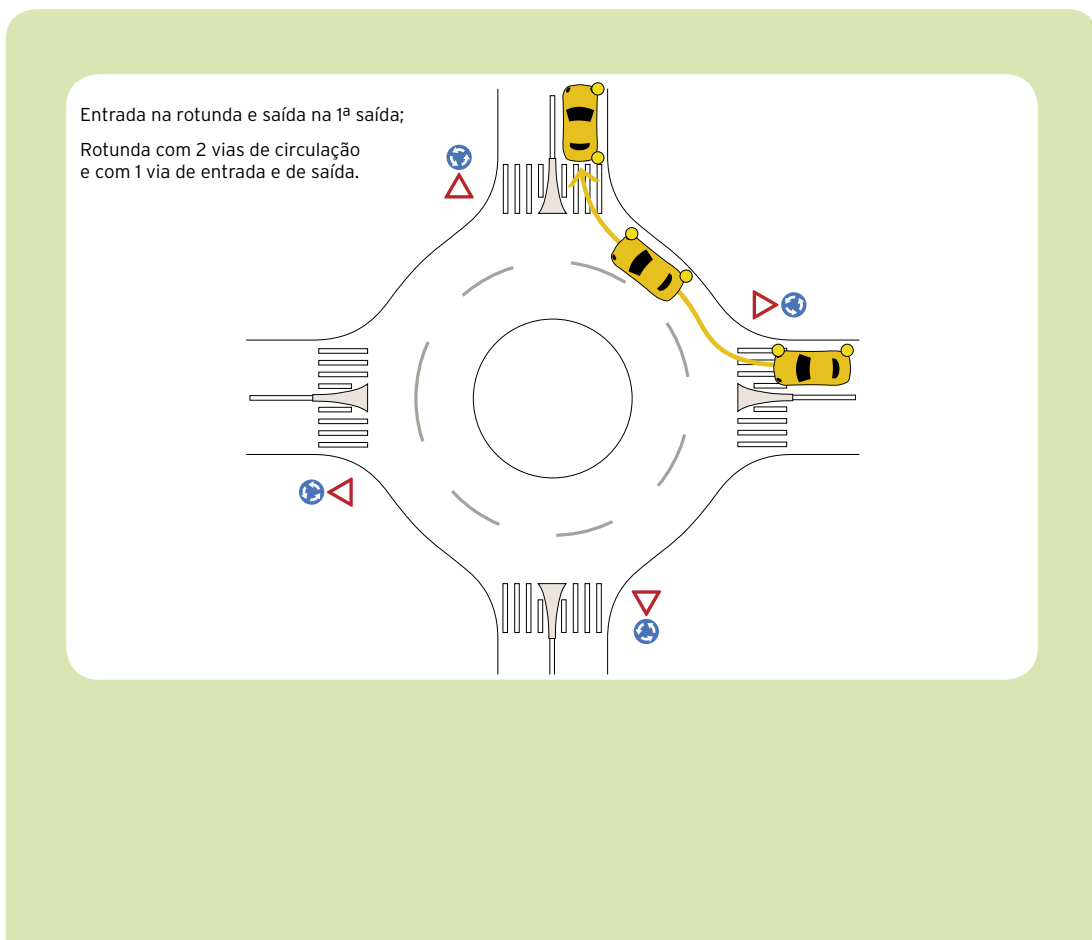 Entrada na rotunda e saída na 1ª saída;
Rotunda com 2 vias de circulação
e com 1 via de entrada e de saída.